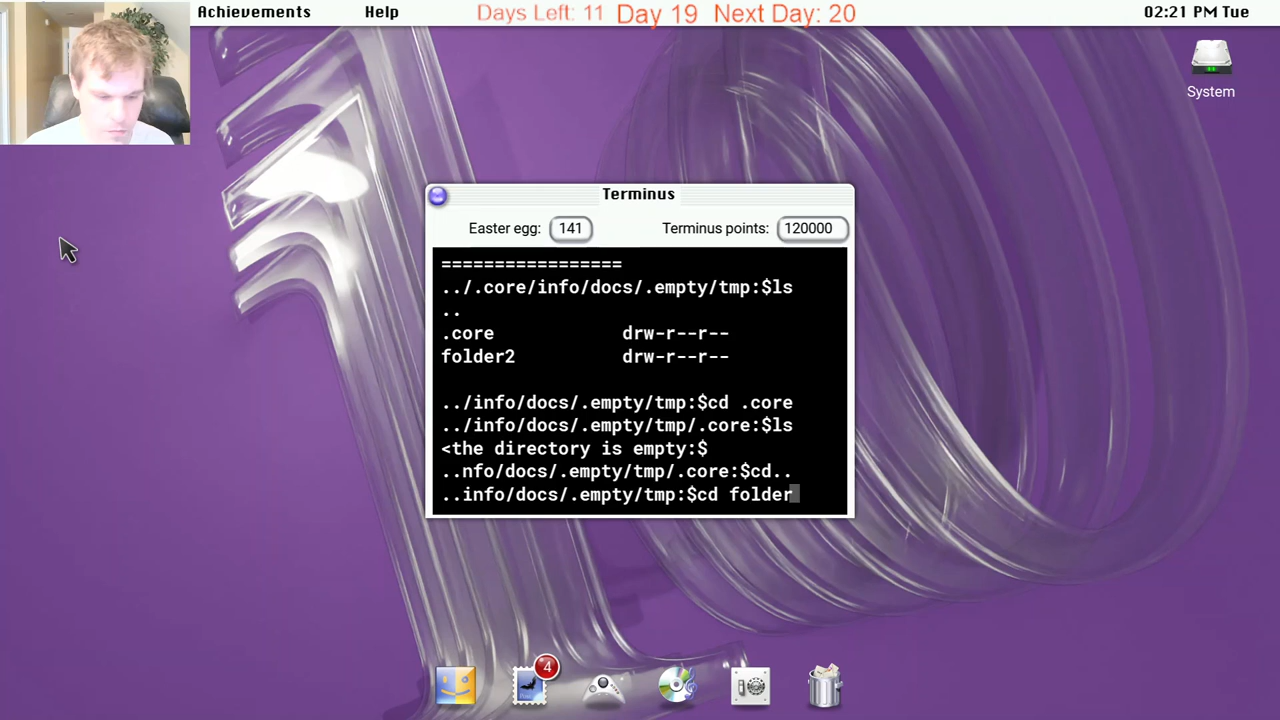 Achievements Help Days Left: 11 Day 19 Next Day: 20 02:21 PM Tue
System
Terminus
Easter egg: 141 Terminus points: 120000
=================
../.core/info/docs/.empty/tmp:$ls
..
.core drw-r--r--
folder2 drw-r--r--
../info/docs/.empty/tmp:$cd .core
../info/docs/.empty/tmp/.core:$ls
<the directory is empty:$
..nfo/docs/.empty/tmp/.core:$cd..
..info/docs/.empty/tmp:$cd folder
4